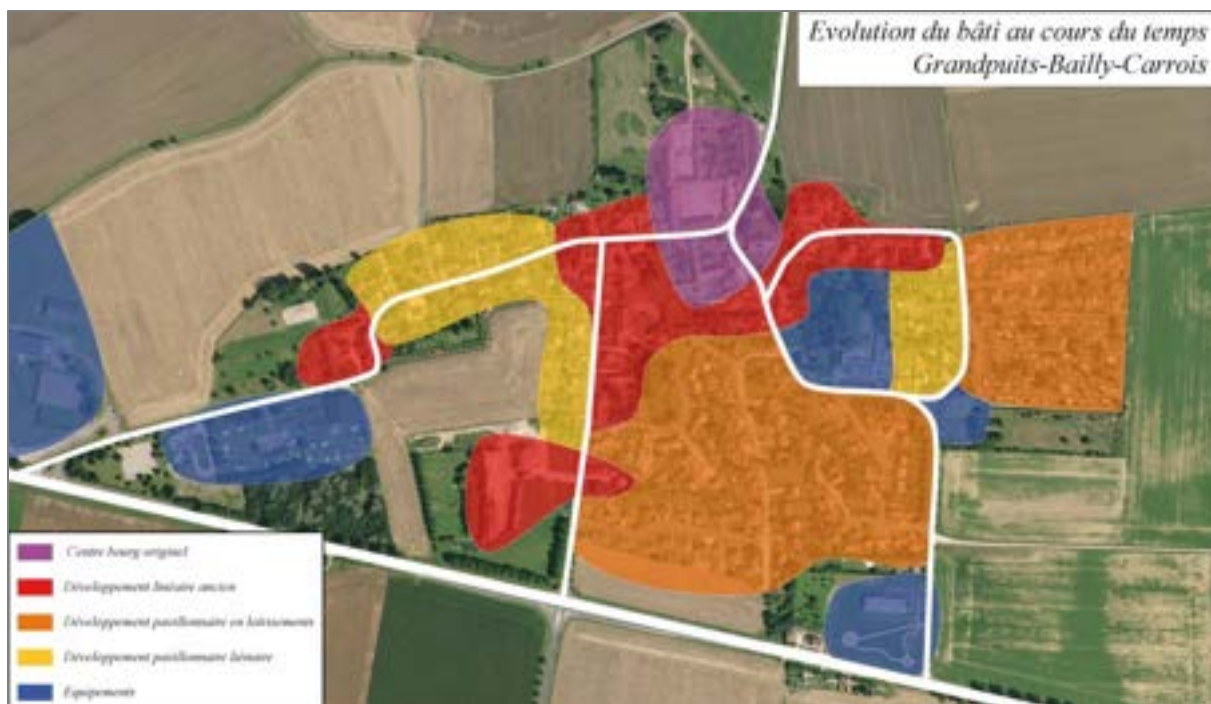 Evolution du bâti au cours du temps
Grandpuits-Bailly-Carrois
Centre bourg originel
Développement linéaire ancien
Développement pavillonnaire en lotissements
Développement pavillonnaire linéaire
Equipements